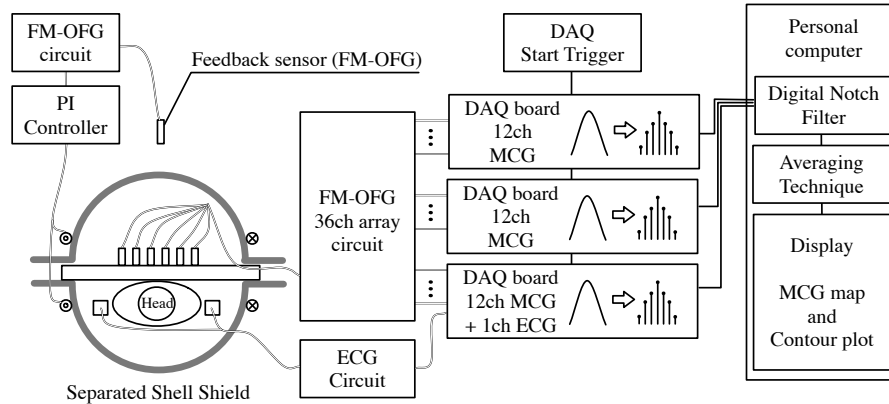 FM-OFG
circuit
PI
Controller
Feedback sensor (FM-OFG)
Head
Separated Shell Shield
FM-OFG
36ch array
circuit
ECG
Circuit
DAQ
Start Trigger
DAQ board
12ch
MCG
DAQ board
12ch
MCG
DAQ board
12ch MCG
+ 1ch ECG
Personal
computer
Digital Notch
Filter
Averaging
Technique
Display
MCG map
and
Contour plot